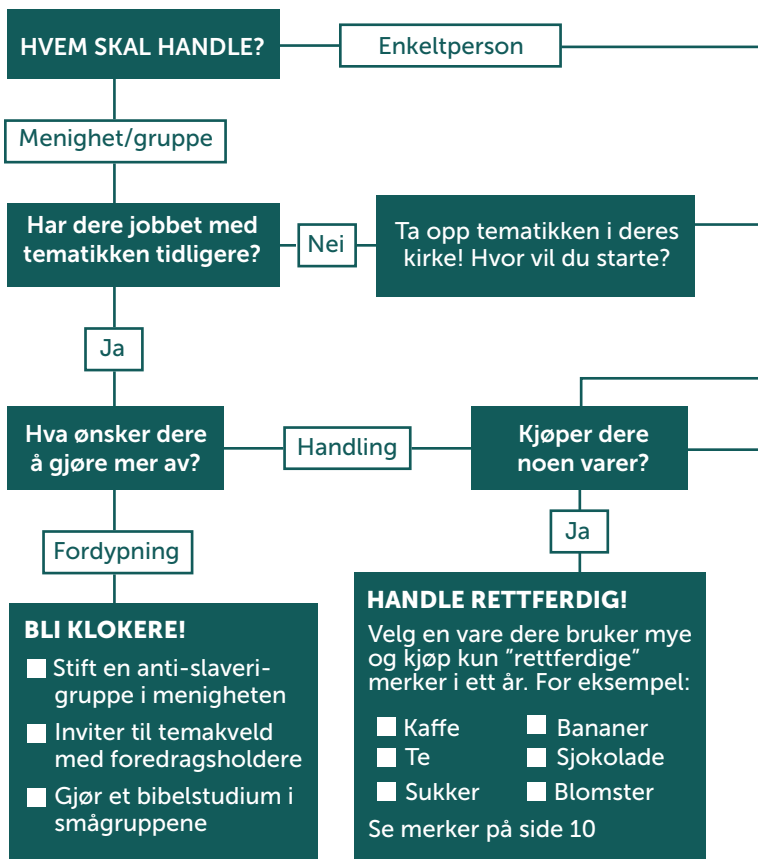 HVEM SKAL HANDLE?
Enkeltperson
Menighet/gruppe
Har dere jobbet med
tematikken tidligere?
Nei
Ta opp tematikken i deres
kirke! Hvor vil du starte?
Ja
Hva ønsker dere
å gjøre mer av?
Handling
Kjøper dere
noen varer?
Fordypning
Ja
BLI KLOKERE!
Stift en anti-slaveri-
gruppe i menigheten
Inviter til temakveld
med foredragsholdere
Gjør et bibelstudium i
smågruppene
HANDLE RETTFERDIG!
Velg en vare dere bruker mye
og kjøp kun ”rettferdige”
merker i ett år. For eksempel:
Kaffe
Bananer
Te
Sjokolade
Sukker
Blomster
Se merker på side 10